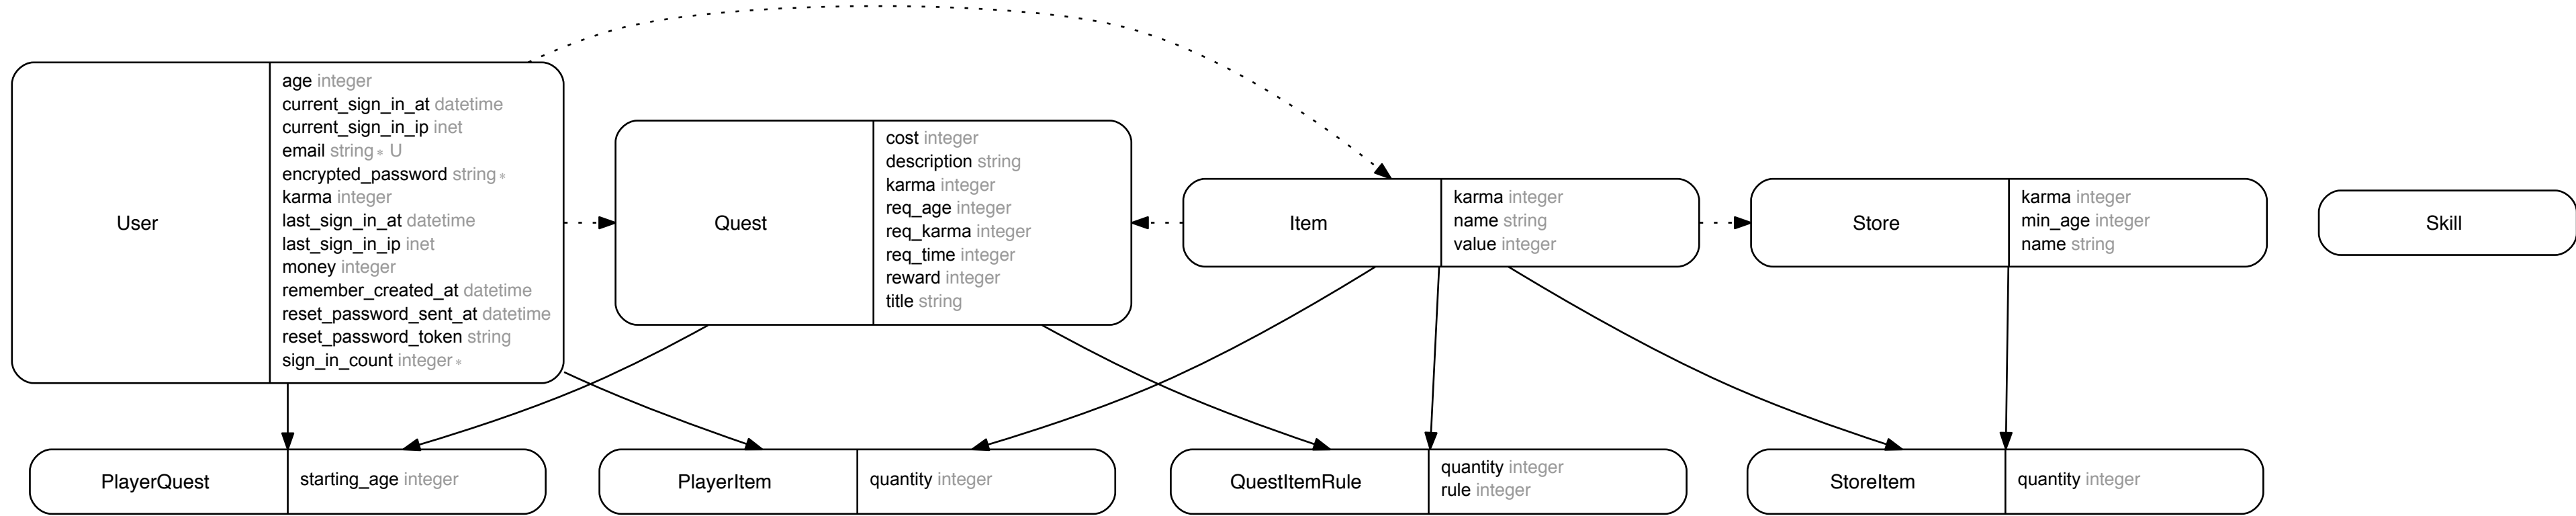 User
age integer
current_sign_in_at datetime
current_sign_in_ip inet
email string * U
encrypted_password string *
karma integer
last_sign_in_at datetime
last_sign_in_ip inet
money integer
remember_created_at datetime
reset_password_sent_at datetime
reset_password_token string
sign_in_count integer *
Quest
cost integer
description string
karma integer
req_age integer
req_karma integer
req_time integer
reward integer
title string
Item
karma integer
name string
value integer
Store
karma integer
min_age integer
name string
Skill
PlayerQuest
starting_age integer
PlayerItem
quantity integer
QuestItemRule
quantity integer
rule integer
StoreItem
quantity integer